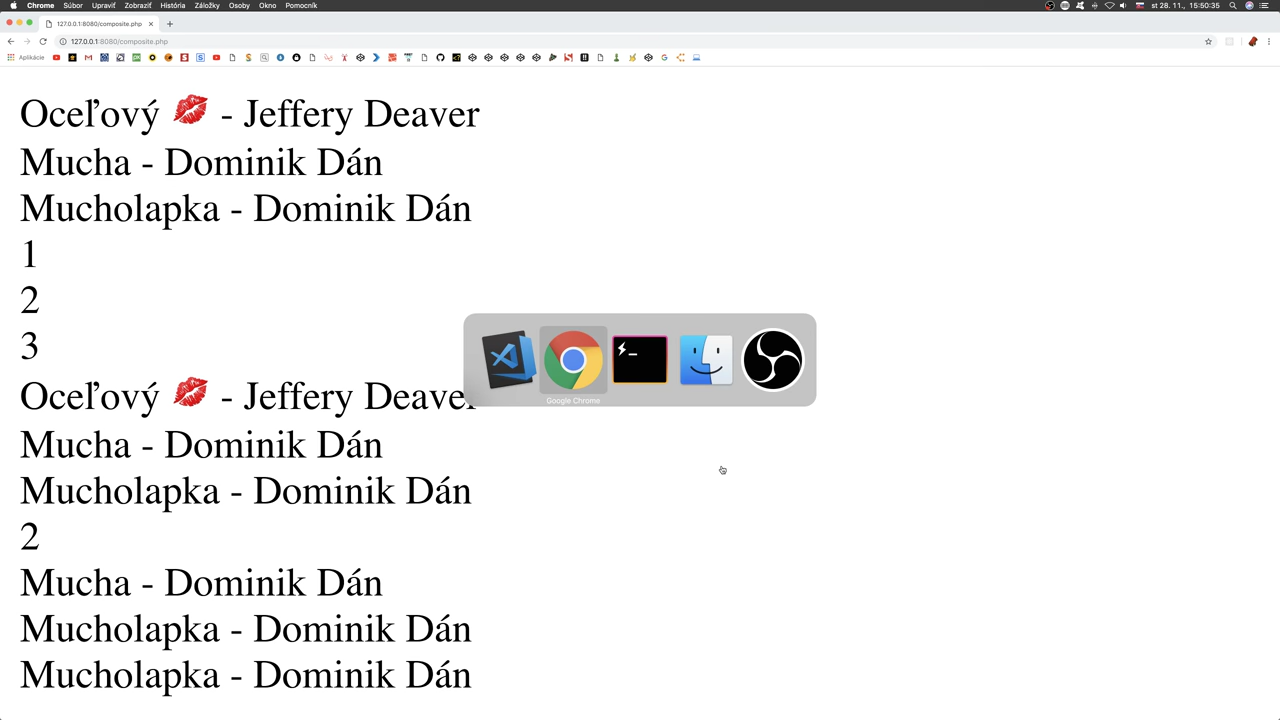 Chrome Súbor Upraviť Zobraziť História Záložky Osoby Okno Pomocník st 28. 11., 15:50:35
127.0.0.1:8080/composite.php
127.0.0.1:8080/composite.php
Aplikácie
Oceľový 💋 - Jeffery Deaver
Mucha - Dominik Dán
Mucholapka - Dominik Dán
1
2
3
Oceľový 💋 - Jeffery Deaver
Google Chrome
Mucha - Dominik Dán
Mucholapka - Dominik Dán
2
Mucha - Dominik Dán
Mucholapka - Dominik Dán
Mucholapka - Dominik Dán